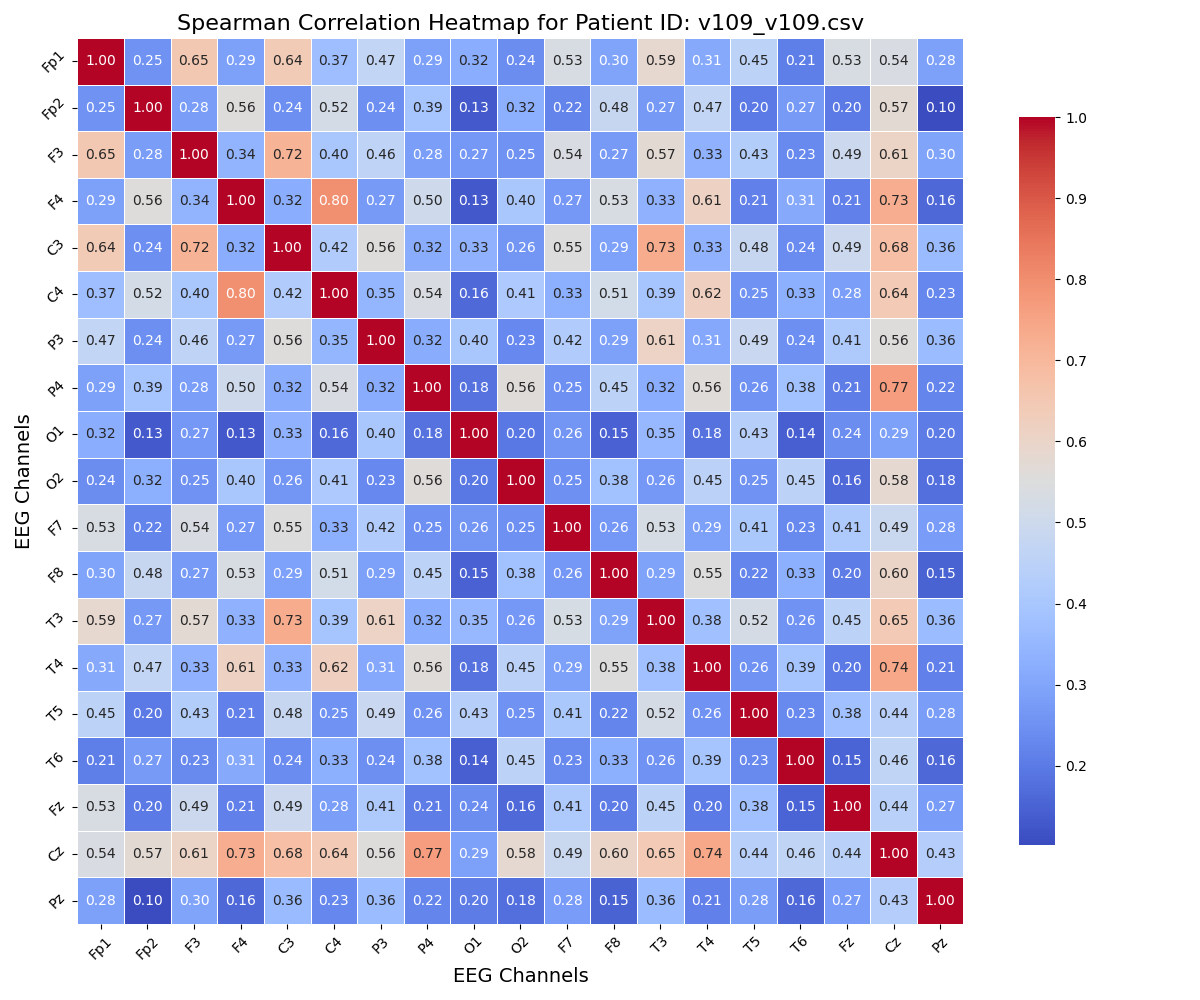 Spearman Correlation Heatmap for Patient ID: v109_v109.csv
Fp1 1.00 0.25 0.65 0.29 0.64 0.37 0.47 0.29 0.32 0.24 0.53 0.30 0.59 0.31 0.45 0.21 0.53 0.54 0.28
Fp2 0.25 1.00 0.28 0.56 0.24 0.52 0.24 0.39 0.13 0.32 0.22 0.48 0.27 0.47 0.20 0.27 0.20 0.57 0.10
F3 0.65 0.28 1.00 0.34 0.72 0.40 0.46 0.28 0.27 0.25 0.54 0.27 0.57 0.33 0.43 0.23 0.49 0.61 0.30
F4 0.29 0.56 0.34 1.00 0.32 0.80 0.27 0.50 0.13 0.40 0.27 0.53 0.33 0.61 0.21 0.31 0.21 0.73 0.16
C3 0.64 0.24 0.72 0.32 1.00 0.42 0.56 0.32 0.33 0.26 0.55 0.29 0.73 0.33 0.48 0.24 0.49 0.68 0.36
C4 0.37 0.52 0.40 0.80 0.42 1.00 0.35 0.54 0.16 0.41 0.33 0.51 0.39 0.62 0.25 0.33 0.28 0.64 0.23
P3 0.47 0.24 0.46 0.27 0.56 0.35 1.00 0.32 0.40 0.23 0.42 0.29 0.61 0.31 0.49 0.24 0.41 0.56 0.36
P4 0.29 0.39 0.28 0.50 0.32 0.54 0.32 1.00 0.18 0.56 0.25 0.45 0.32 0.56 0.26 0.38 0.21 0.77 0.22
O1 0.32 0.13 0.27 0.13 0.33 0.16 0.40 0.18 1.00 0.20 0.26 0.15 0.35 0.18 0.43 0.14 0.24 0.29 0.20
O2 0.24 0.32 0.25 0.40 0.26 0.41 0.23 0.56 0.20 1.00 0.25 0.38 0.26 0.45 0.25 0.45 0.16 0.58 0.18
F7 0.53 0.22 0.54 0.27 0.55 0.33 0.42 0.25 0.26 0.25 1.00 0.26 0.53 0.29 0.41 0.23 0.41 0.49 0.28
F8 0.30 0.48 0.27 0.53 0.29 0.51 0.29 0.45 0.15 0.38 0.26 1.00 0.29 0.55 0.22 0.33 0.20 0.60 0.15
T3 0.59 0.27 0.57 0.33 0.73 0.39 0.61 0.32 0.35 0.26 0.53 0.29 1.00 0.38 0.52 0.26 0.45 0.65 0.36
T4 0.31 0.47 0.33 0.61 0.33 0.62 0.31 0.56 0.18 0.45 0.29 0.55 0.38 1.00 0.26 0.39 0.20 0.74 0.21
T5 0.45 0.20 0.43 0.21 0.48 0.25 0.49 0.26 0.43 0.25 0.41 0.22 0.52 0.26 1.00 0.23 0.38 0.44 0.28
T6 0.21 0.27 0.23 0.31 0.24 0.33 0.24 0.38 0.14 0.45 0.23 0.33 0.26 0.39 0.23 1.00 0.15 0.46 0.16
Fz 0.53 0.20 0.49 0.21 0.49 0.28 0.41 0.21 0.24 0.16 0.41 0.20 0.45 0.20 0.38 0.15 1.00 0.44 0.27
Cz 0.54 0.57 0.61 0.73 0.68 0.64 0.56 0.77 0.29 0.58 0.49 0.60 0.65 0.74 0.44 0.46 0.44 1.00 0.43
Pz 0.28 0.10 0.30 0.16 0.36 0.23 0.36 0.22 0.20 0.18 0.28 0.15 0.36 0.21 0.28 0.16 0.27 0.43 1.00
Fp1 Fp2 F3 F4 C3 C4 P3 P4 O1 O2 F7 F8 T3 T4 T5 T6 Fz Cz Pz
EEG Channels
EEG Channels
1.0
0.9
0.8
0.7
0.6
0.5
0.4
0.3
0.2